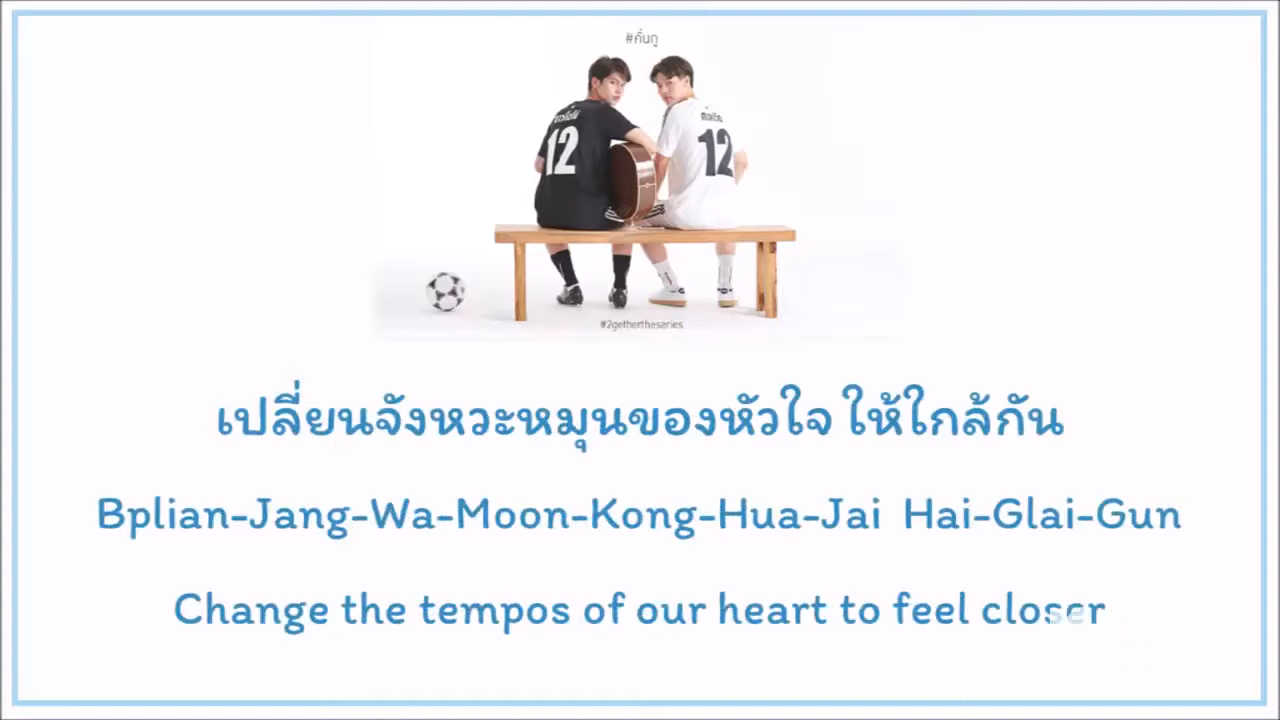 #คั่นกู
12
12
#2gethertheseries
เปลี่ยนจังหวะหมุนของหัวใจ ให้ใกล้กัน
Bplian-Jang-Wa-Moon-Kong-Hua-Jai Hai-Glai-Gun
Change the tempos of our heart to feel closer